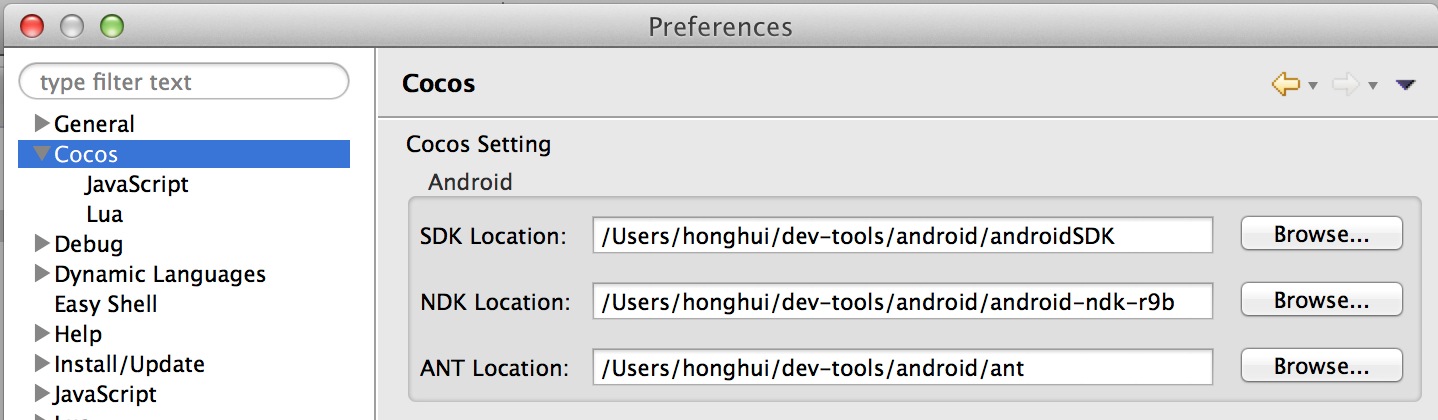 Preferences
type filter text
General
Cocos
JavaScript
Lua
Debug
Dynamic Languages
Easy Shell
Help
Install/Update
JavaScript
Cocos
Cocos Setting
Android
SDK Location: /Users/honghui/dev-tools/android/androidSDK Browse...
NDK Location: /Users/honghui/dev-tools/android/android-ndk-r9b Browse...
ANT Location: /Users/honghui/dev-tools/android/ant Browse...